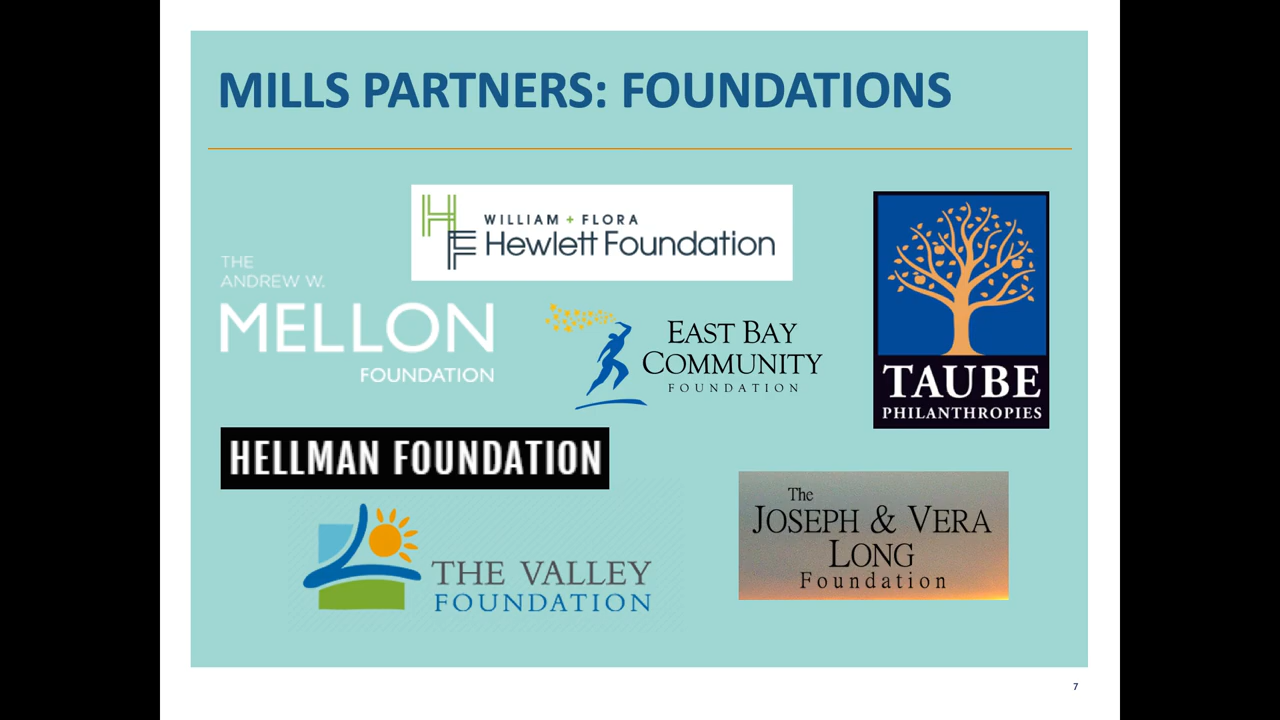 MILLS PARTNERS: FOUNDATIONS
WILLIAM + FLORA
Hewlett Foundation
THE
ANDREW W.
MELLON
FOUNDATION
EAST BAY
COMMUNITY
FOUNDATION
TAUBE
PHILANTHROPIES
HELLMAN FOUNDATION
THE VALLEY
FOUNDATION
The
JOSEPH & VERA
LONG
Foundation
7